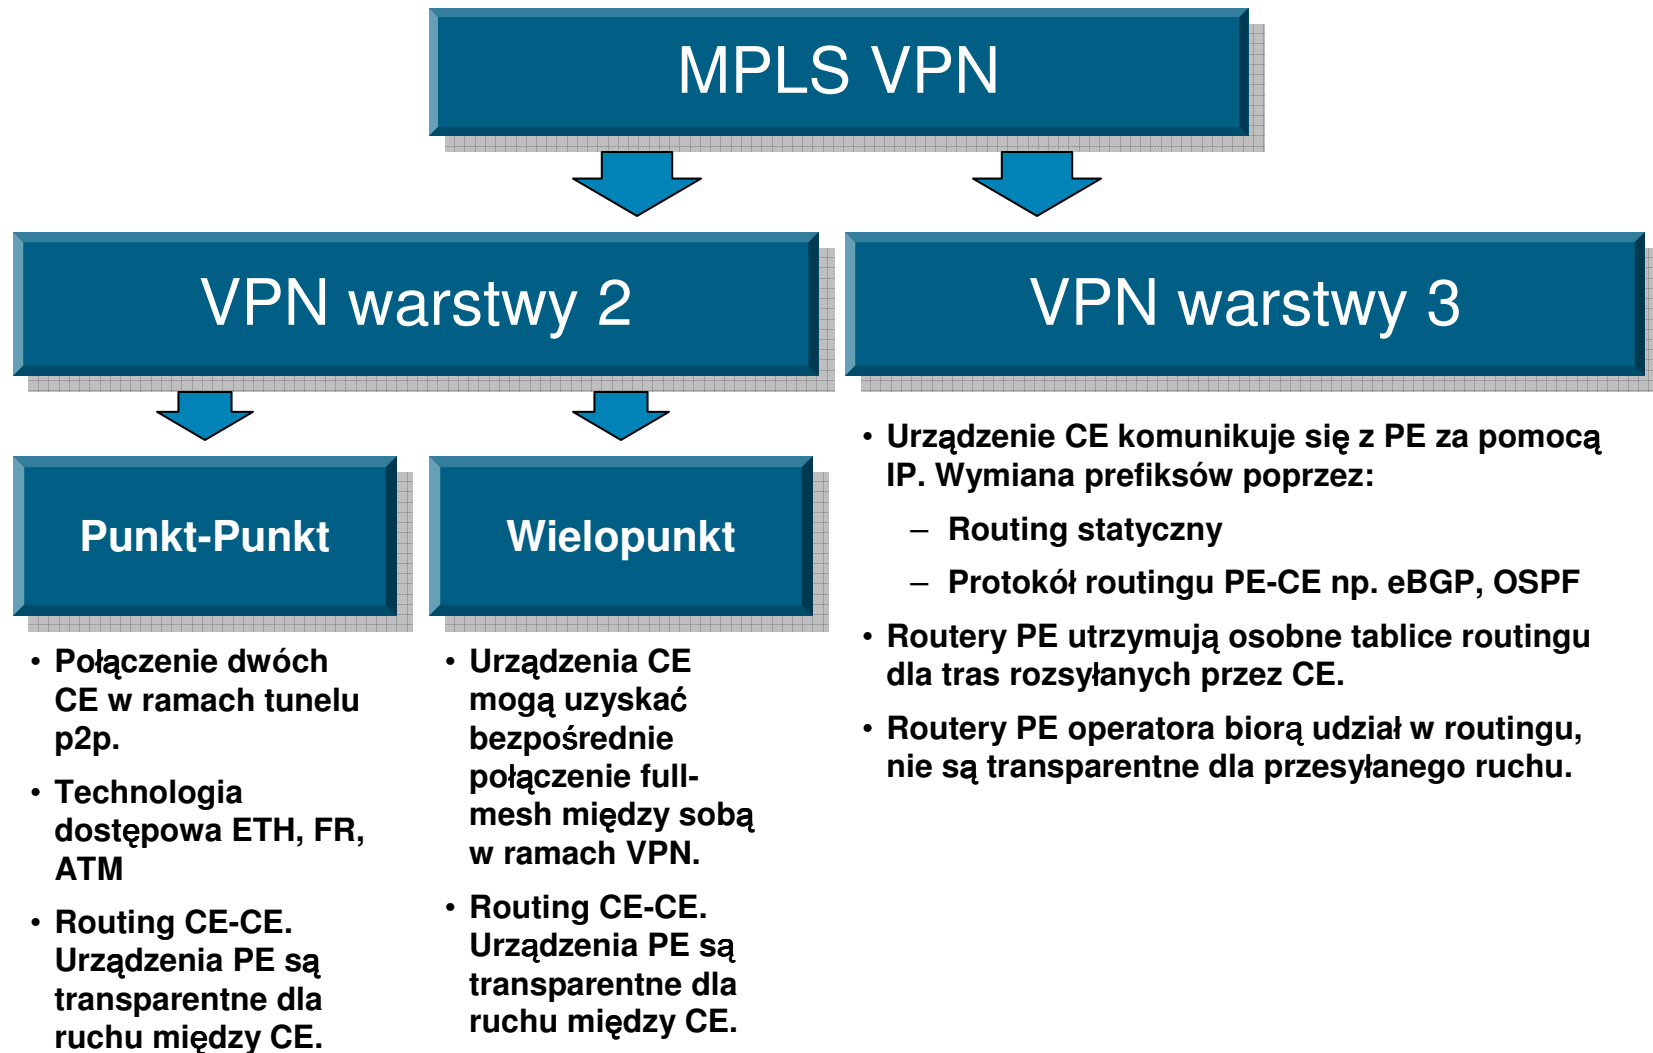 MPLS VPN
VPN warstwy 2
VPN warstwy 3
Punkt-Punkt
• Połączenie dwóch
CE w ramach tunelu
p2p.
• Technologia
dostępowa ETH, FR,
ATM
• Routing CE-CE.
Urządzenia PE są
transparentne dla
ruchu między CE.
Wielopunkt
• Urządzenia CE
mogą uzyskać
bezpośrednie
połączenie full-
mesh między sobą
w ramach VPN.
• Routing CE-CE.
Urządzenia PE są
transparentne dla
ruchu między CE.
• Urządzenie CE komunikuje się z PE za pomocą
IP. Wymiana prefiksów poprzez:
– Routing statyczny
– Protokół routingu PE-CE np. eBGP, OSPF
• Routery PE utrzymują osobne tablice routingu
dla tras rozsyłanych przez CE.
• Routery PE operatora biorą udział w routingu,
nie są transparentne dla przesyłanego ruchu.